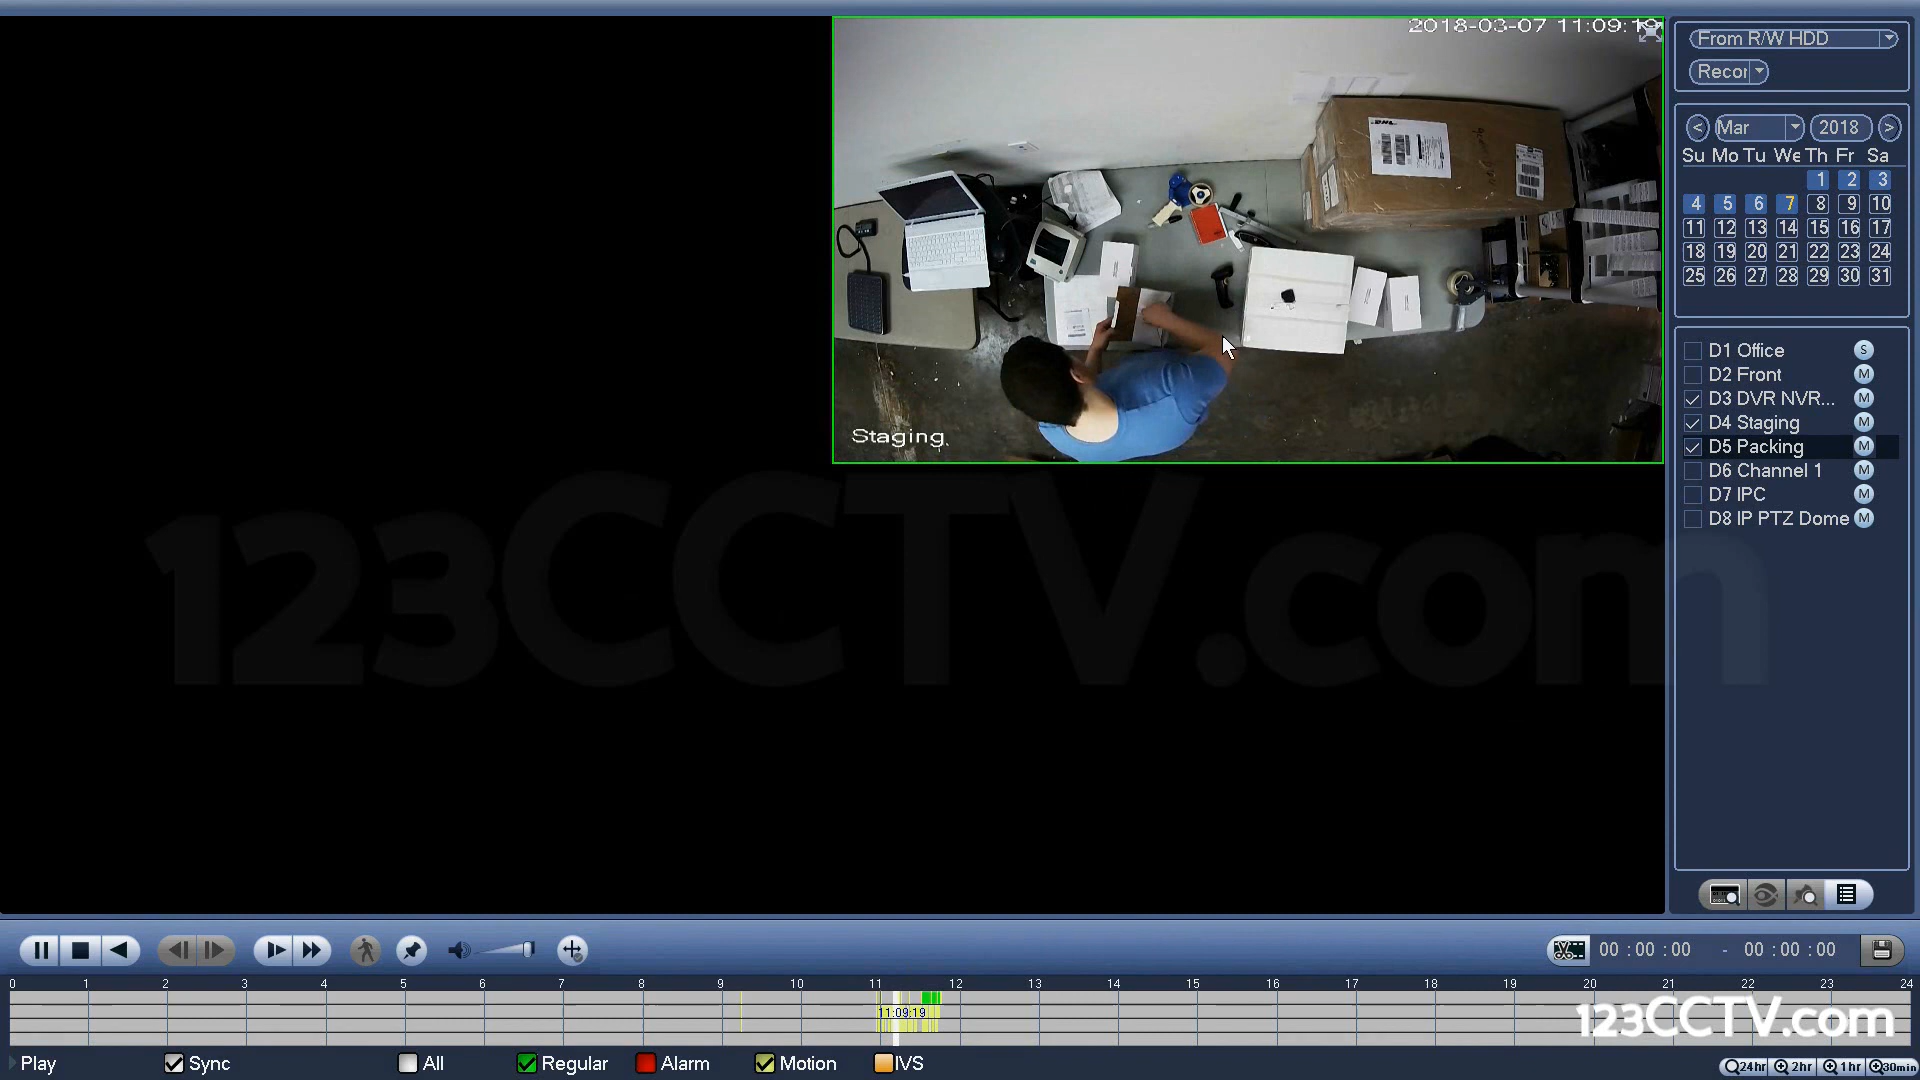 2018-03-07 11:09:19
DHL
Staging
123CCTV.com
From R/W HDD
Recor
< Mar 2018 >
Su Mo Tu We Th Fr Sa
1 2 3
4 5 6 7 8 9 10
11 12 13 14 15 16 17
18 19 20 21 22 23 24
25 26 27 28 29 30 31
D1 Office S
D2 Front M
D3 DVR NVR... M
D4 Staging M
D5 Packing M
D6 Channel 1 M
D7 IPC M
D8 IP PTZ Dome M
00 : 00 : 00 - 00 : 00 : 00
0 1 2 3 4 5 6 7 8 9 10 11 12 13 14 15 16 17 18 19 20 21 22 23 24
11:09:19
123CCTV.com
Play Sync All Regular Alarm Motion IVS
24hr 2hr 1hr 30min